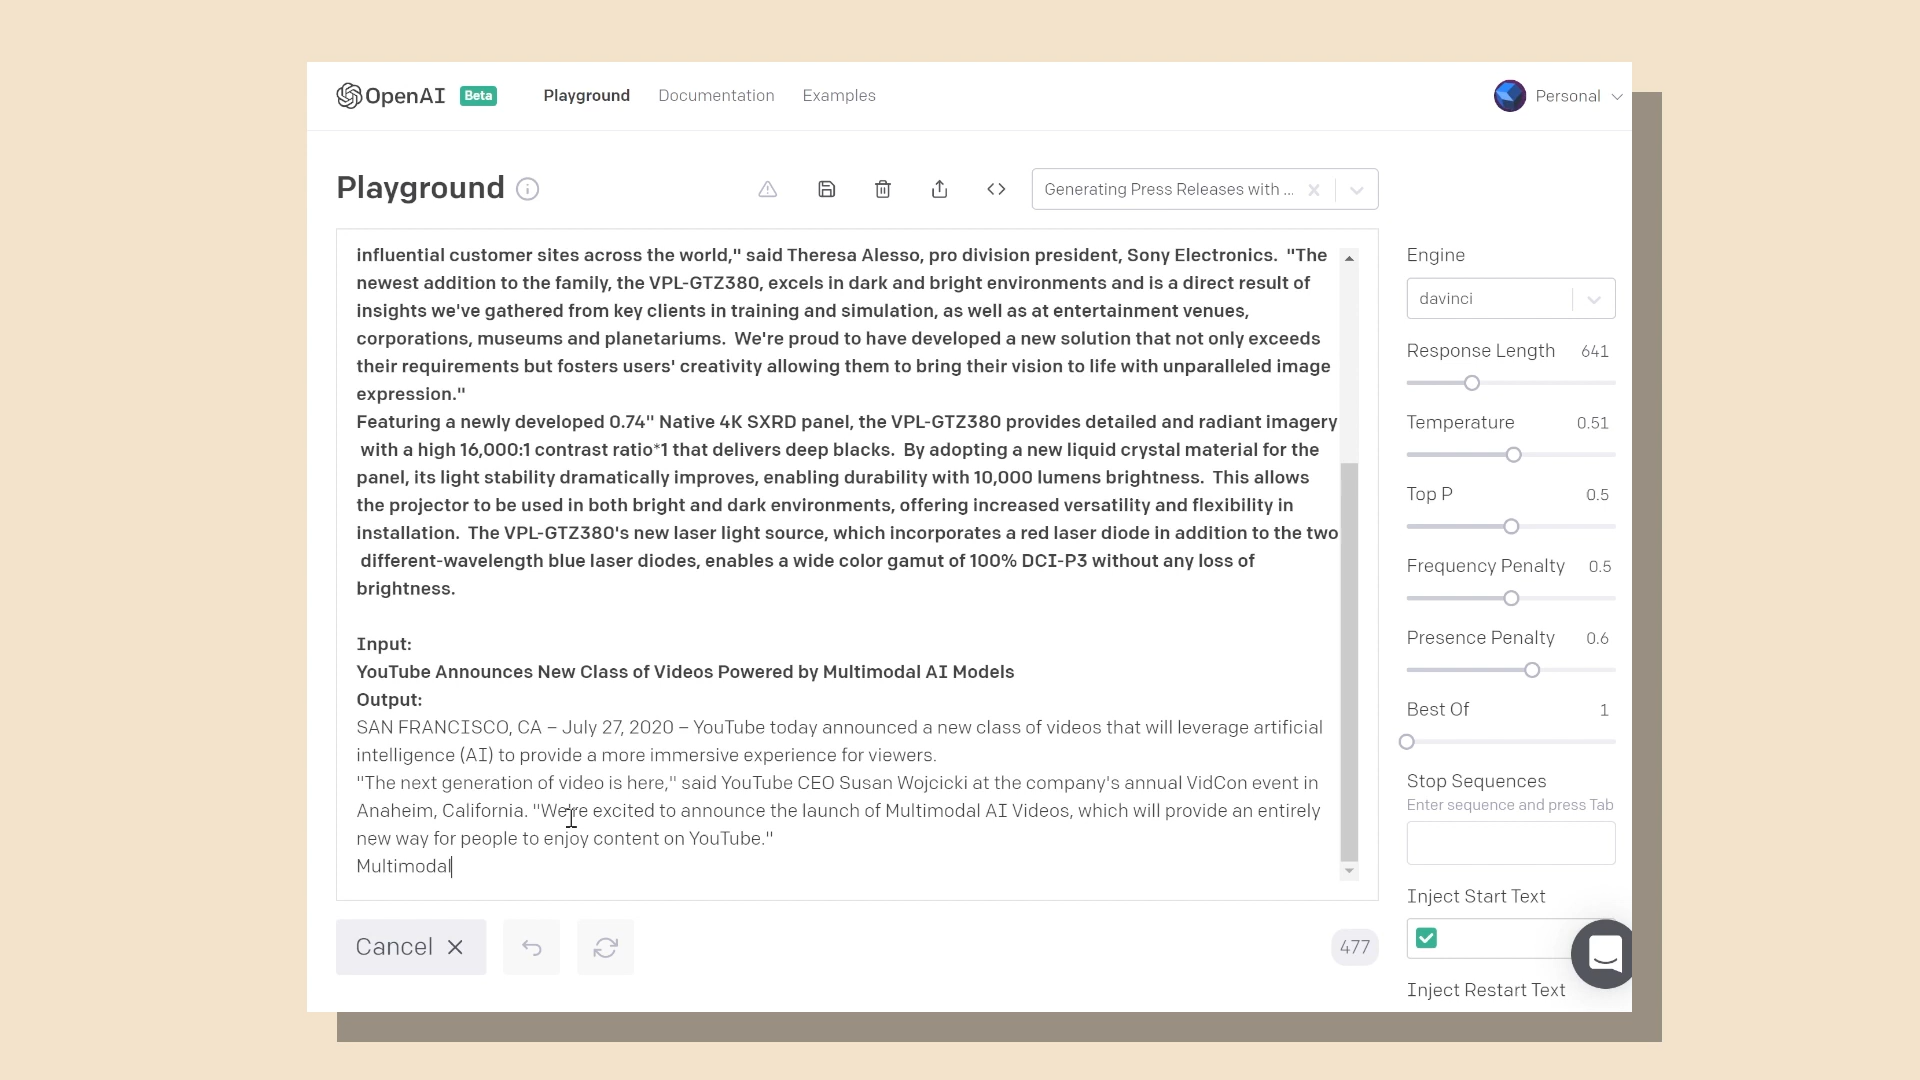 OpenAI Beta Playground Documentation Examples Personal
Playground
Generating Press Releases with ...
influential customer sites across the world," said Theresa Alesso, pro division president, Sony Electronics.  "The
newest addition to the family, the VPL-GTZ380, excels in dark and bright environments and is a direct result of
insights we've gathered from key clients in training and simulation, as well as at entertainment venues,
corporations, museums and planetariums.  We're proud to have developed a new solution that not only exceeds
their requirements but fosters users' creativity allowing them to bring their vision to life with unparalleled image
expression."
Featuring a newly developed 0.74" Native 4K SXRD panel, the VPL-GTZ380 provides detailed and radiant imagery
with a high 16,000:1 contrast ratio*1 that delivers deep blacks.  By adopting a new liquid crystal material for the
panel, its light stability dramatically improves, enabling durability with 10,000 lumens brightness.  This allows
the projector to be used in both bright and dark environments, offering increased versatility and flexibility in
installation.  The VPL-GTZ380's new laser light source, which incorporates a red laser diode in addition to the two
different-wavelength blue laser diodes, enables a wide color gamut of 100% DCI-P3 without any loss of
brightness.
Input:
YouTube Announces New Class of Videos Powered by Multimodal AI Models
Output:
SAN FRANCISCO, CA – July 27, 2020 – YouTube today announced a new class of videos that will leverage artificial
intelligence (AI) to provide a more immersive experience for viewers.
"The next generation of video is here," said YouTube CEO Susan Wojcicki at the company's annual VidCon event in
Anaheim, California. "We're excited to announce the launch of Multimodal AI Videos, which will provide an entirely
new way for people to enjoy content on YouTube."
Multimodal
Cancel
477
Engine
davinci
Response Length 641
Temperature 0.51
Top P 0.5
Frequency Penalty 0.5
Presence Penalty 0.6
Best Of 1
Stop Sequences
Enter sequence and press Tab
Inject Start Text
Inject Restart Text